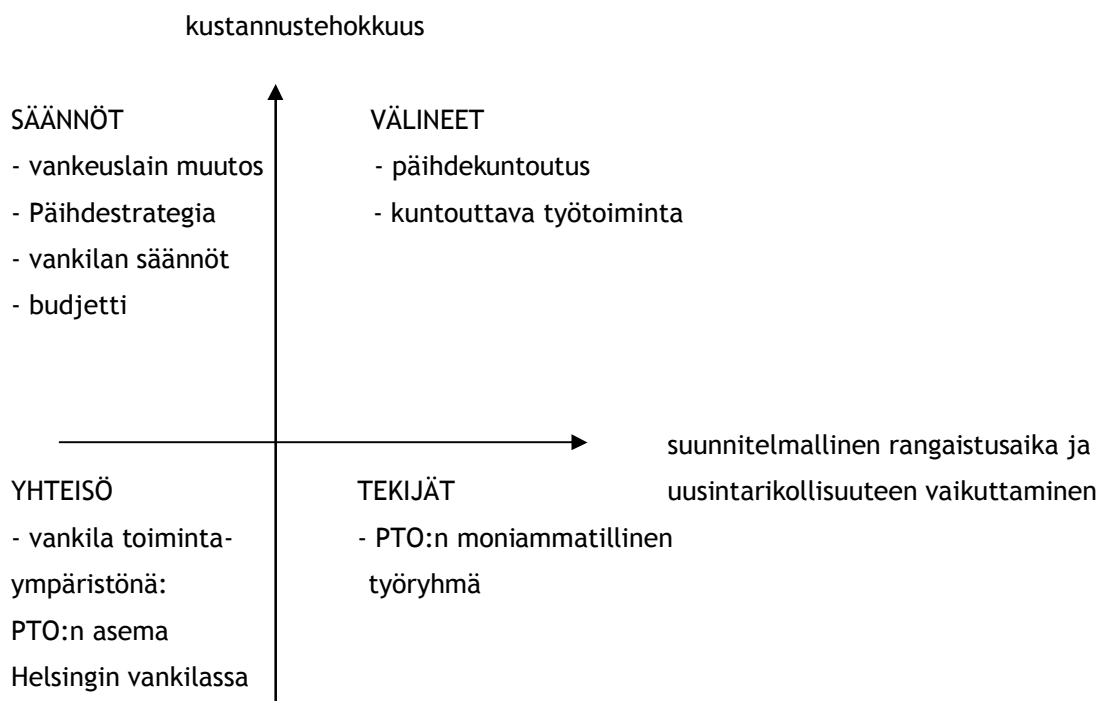 kustannustehokkuus
SÄÄNNÖT
- vankeuslain muutos
- Päihdestrategia
- vankilan säännöt
- budjetti
VÄLINEET
- päihdekuntoutus
- kuntouttava työtoiminta
suunnitelmallinen rangaistusaika ja
uusintarikollisuuteen vaikuttaminen
YHTEISÖ
- vankila toiminta-
ympäristönä:
PTO:n asema
Helsingin vankilassa
TEKIJÄT
- PTO:n moniammatillinen
työryhmä